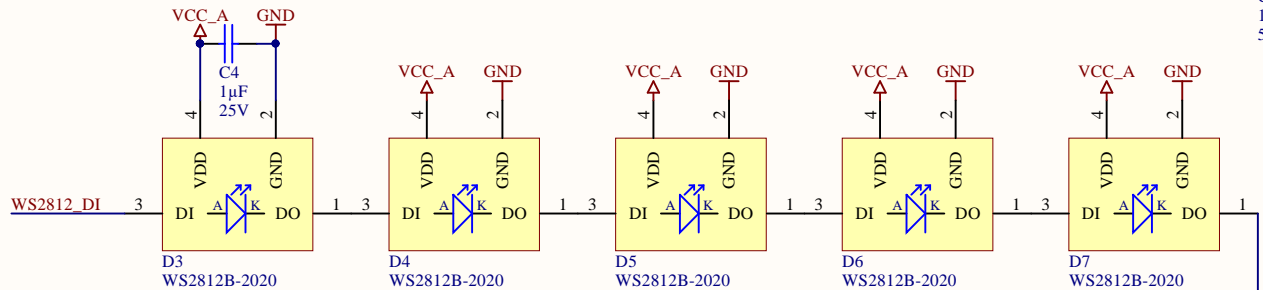 VCC_A GND
C4
1µF
25V
4 2
VDD GND
WS2812_DI 3 DI A K DO 1
D3
WS2812B-2020
VCC_A GND
4 2
VDD GND
3 DI A K DO 1
D4
WS2812B-2020
VCC_A GND
4 2
VDD GND
3 DI A K DO 1
D5
WS2812B-2020
VCC_A GND
4 2
VDD GND
3 DI A K DO 1
D6
WS2812B-2020
VCC_A GND
4 2
VDD GND
3 DI A K DO 1
D7
WS2812B-2020